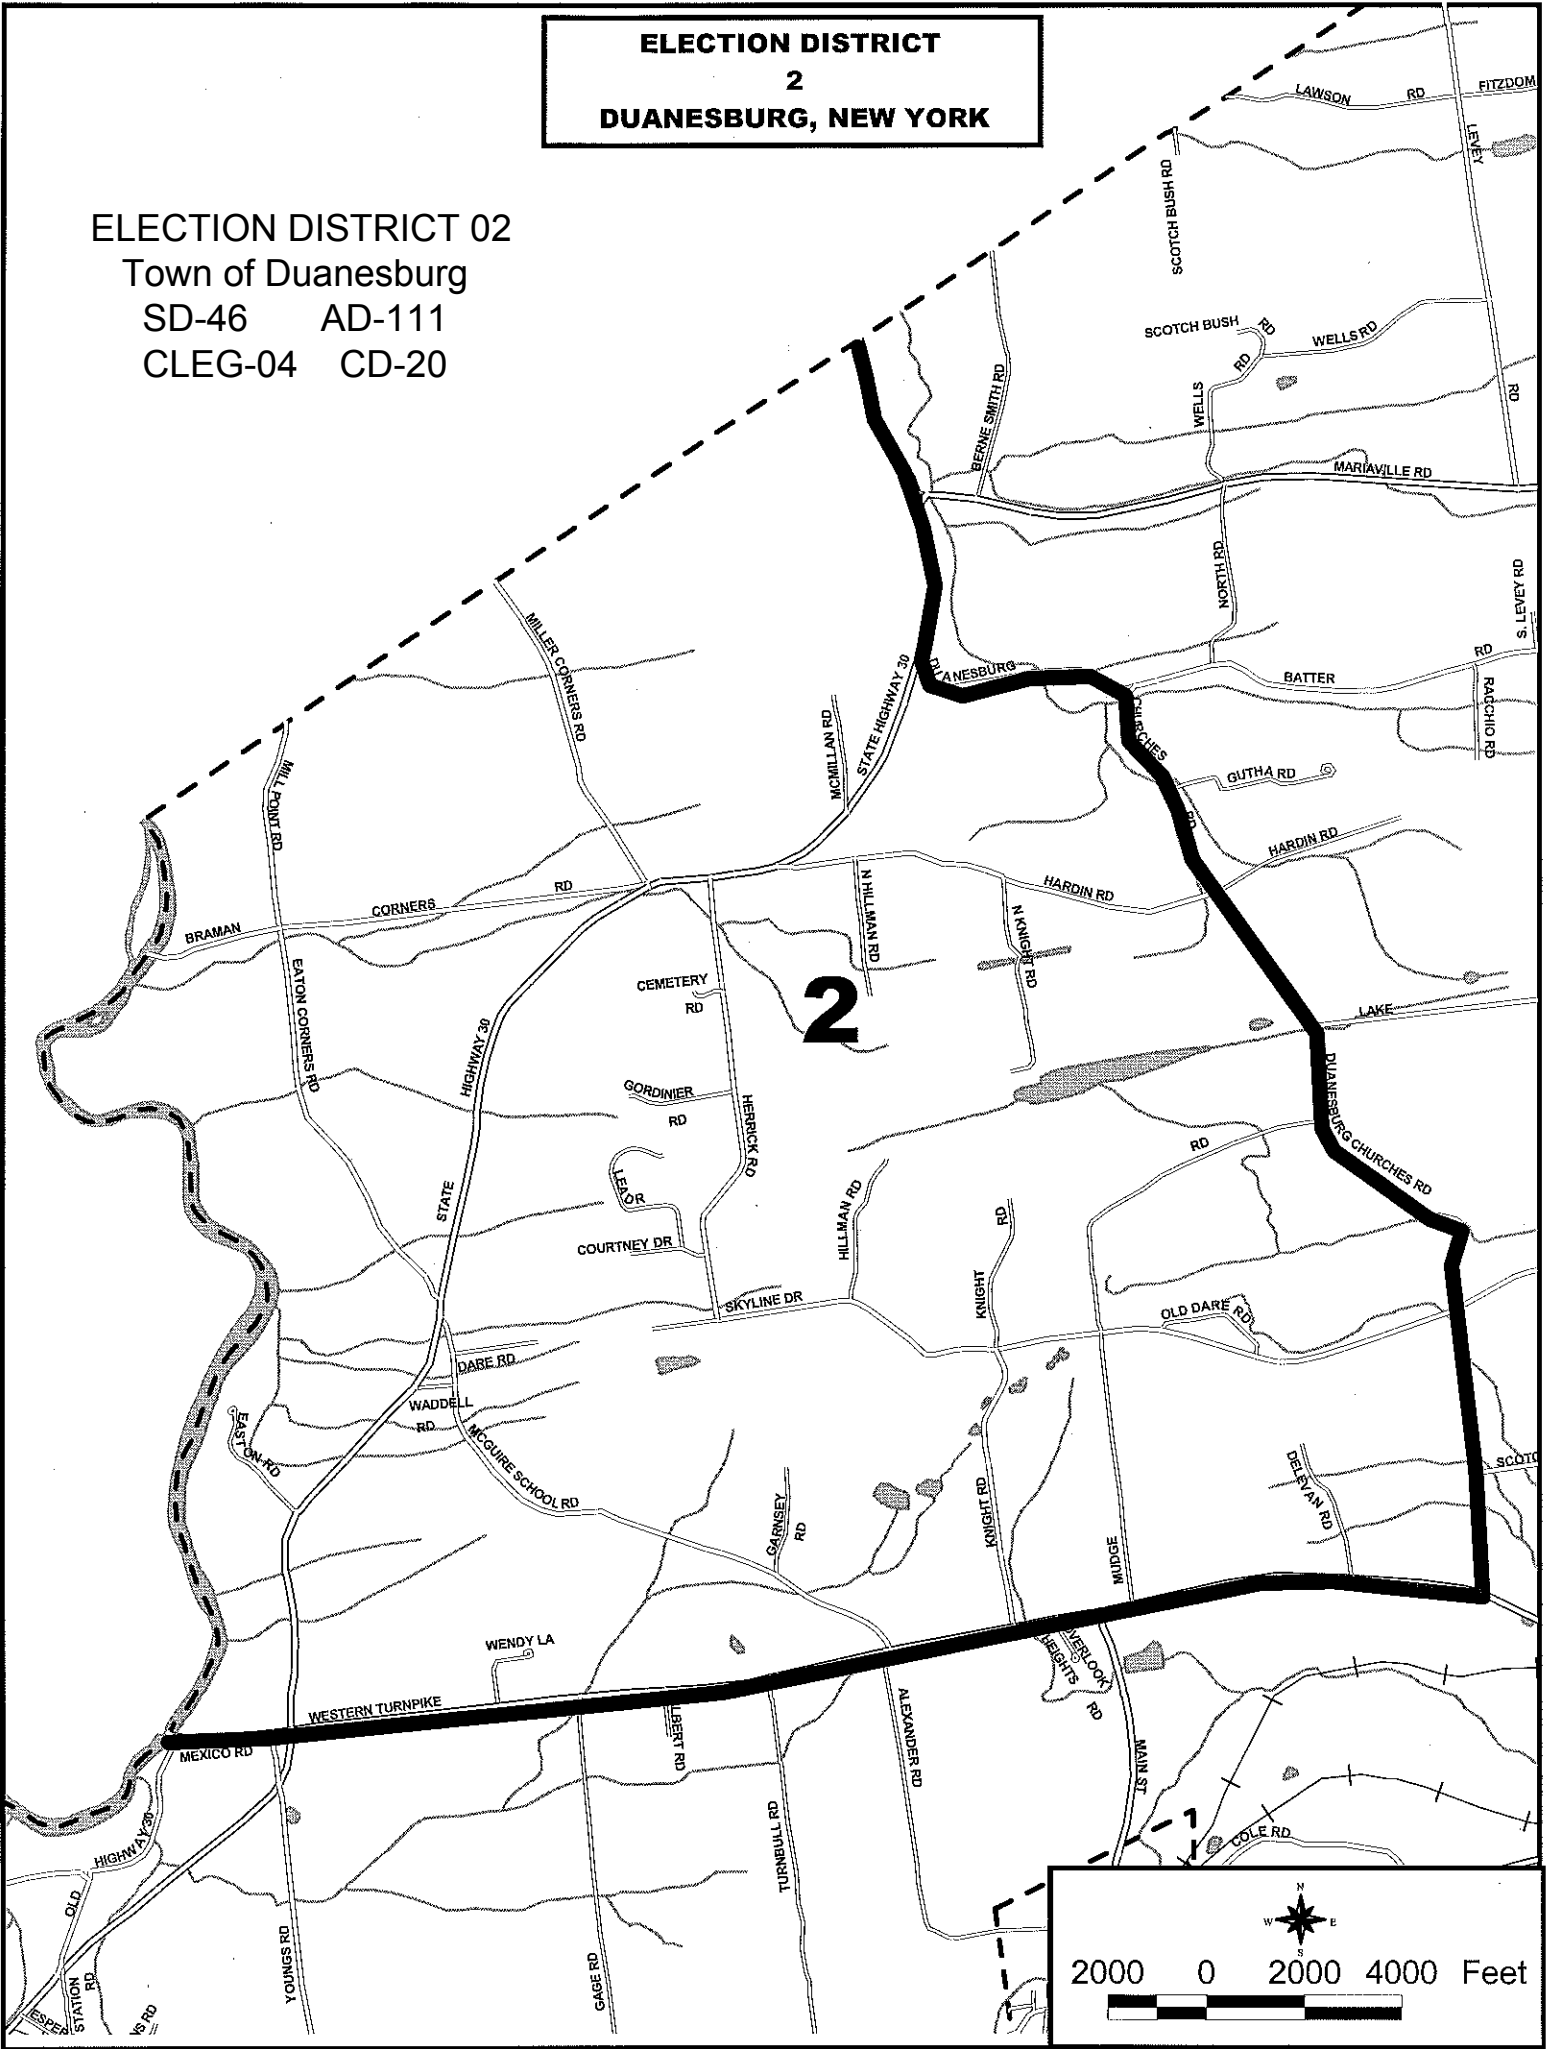 ELECTION DISTRICT
2
DUANESBURG, NEW YORK
ELECTION DISTRICT 02
Town of Duanesburg
SD-46 AD-111
CLEG-04 CD-20
LAWSON RD
FITZDOM
LEVEY
RD
SCOTCH BUSH RD
SCOTCH BUSH
RD
WELLS RD
RD
WELLS
BERNE SMITH RD
MARIAVILLE RD
NORTH RD
S. LEVEY RD
MILLER CORNERS RD
DUANESBURG
CHURCHES
RD
BATTER
RD
RACCHIO RD
STATE HIGHWAY 30
MCMILLAN RD
MILL POINT RD
GUTHA RD
HARDIN RD
HARDIN RD
BRAMAN
CORNERS
RD
N HILLMAN RD
N KNIGHT RD
EATON CORNERS RD
CEMETERY
RD
2
LAKE
HIGHWAY 30
STATE
GORDINIER
RD
HERRICK RD
DUANESBURG CHURCHES RD
RD
LEA DR
COURTNEY DR
HILLMAN RD
RD
KNIGHT
SKYLINE DR
OLD DARE RD
DARE RD
WADDELL
RD
EASTON RD
MCGUIRE SCHOOL RD
GARNSEY
RD
KNIGHT RD
MUDGE
DELEVAN RD
SCOTC
WENDY LA
WESTERN TURNPIKE
MEXICO RD
OVERLOOK
HEIGHTS
RD
LBERT RD
ALEXANDER RD
MAIN ST
HIGHWAY 30
OLD
TURNBULL RD
COLE RD
YOUNGS RD
GAGE RD
STATION
RD
ESPER
NS RD
N
W E
S
2000 0 2000 4000 Feet